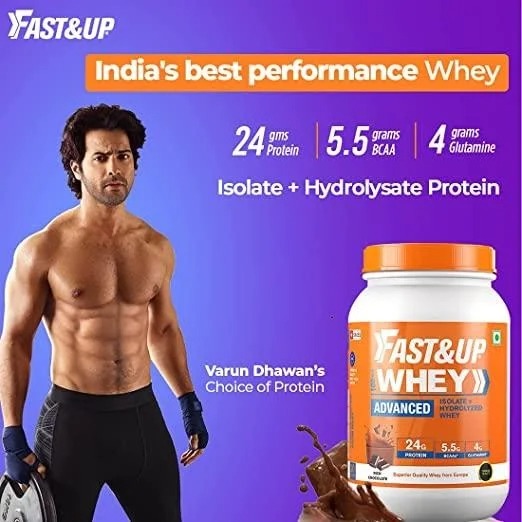 FAST&UP
India's best performance Whey
24 gms Protein
5.5 grams BCAA
4 grams Glutamine
Isolate + Hydrolysate Protein
Varun Dhawan's
Choice of Protein
FAST&UP
WHEY
ADVANCED
ISOLATE +
HYDROLYZED
WHEY
24G PROTEIN
5.5G BCAA
4G GLUTAMINE
RICH
CHOCOLATE
Superior Quality Whey from Europe